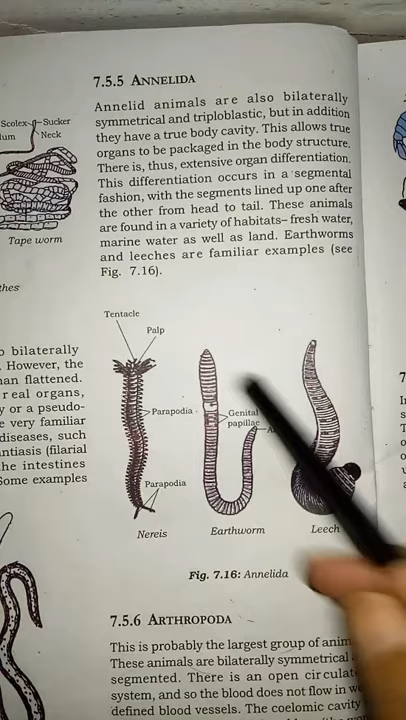 Scolex
Sucker
Neck
Tape worm
7.5.5 ANNELIDA
Annelid animals are also bilaterally
symmetrical and triploblastic, but in addition
they have a true body cavity. This allows true
organs to be packaged in the body structure.
There is, thus, extensive organ differentiation.
This differentiation occurs in a segmental
fashion, with the segments lined up one after
the other from head to tail. These animals
are found in a variety of habitats– fresh water,
marine water as well as land. Earthworms
and leeches are familiar examples (see
Fig. 7.16).
bilaterally
However, the
flattened.
real organs,
or a pseudo-
very familiar
diseases, such
(filarial
intestines
Some examples
Tentacle
Palp
Parapodia
Parapodia
Genital
papillae
Nereis
Earthworm
Leech
Fig. 7.16: Annelida
7.5.6 ARTHROPODA
This is probably the largest group of
These animals are bilaterally symmetrical
segmented. There is an open
system, and so the blood does not flow in
defined blood vessels. The coelomic cavity